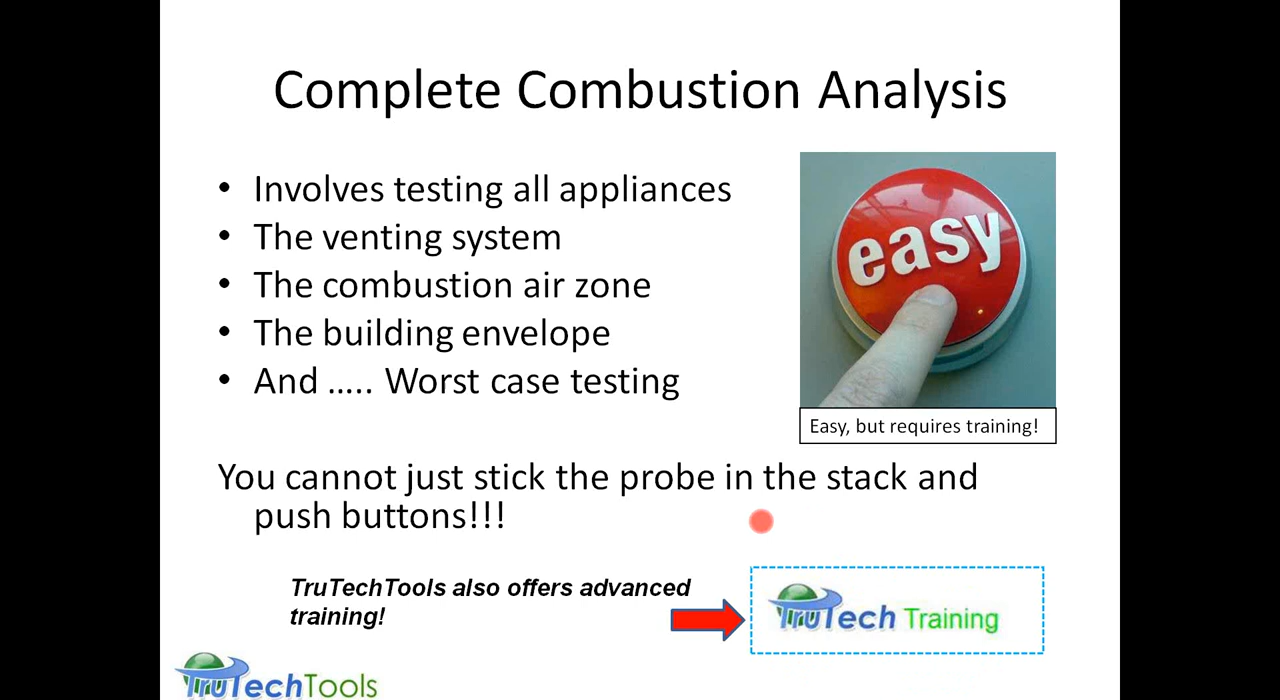 Complete Combustion Analysis
• Involves testing all appliances
• The venting system
• The combustion air zone
• The building envelope
• And ….. Worst case testing
easy
Easy, but requires training!
You cannot just stick the probe in the stack and
push buttons!!!
TruTechTools also offers advanced
training!
TruTech Training
TruTechTools